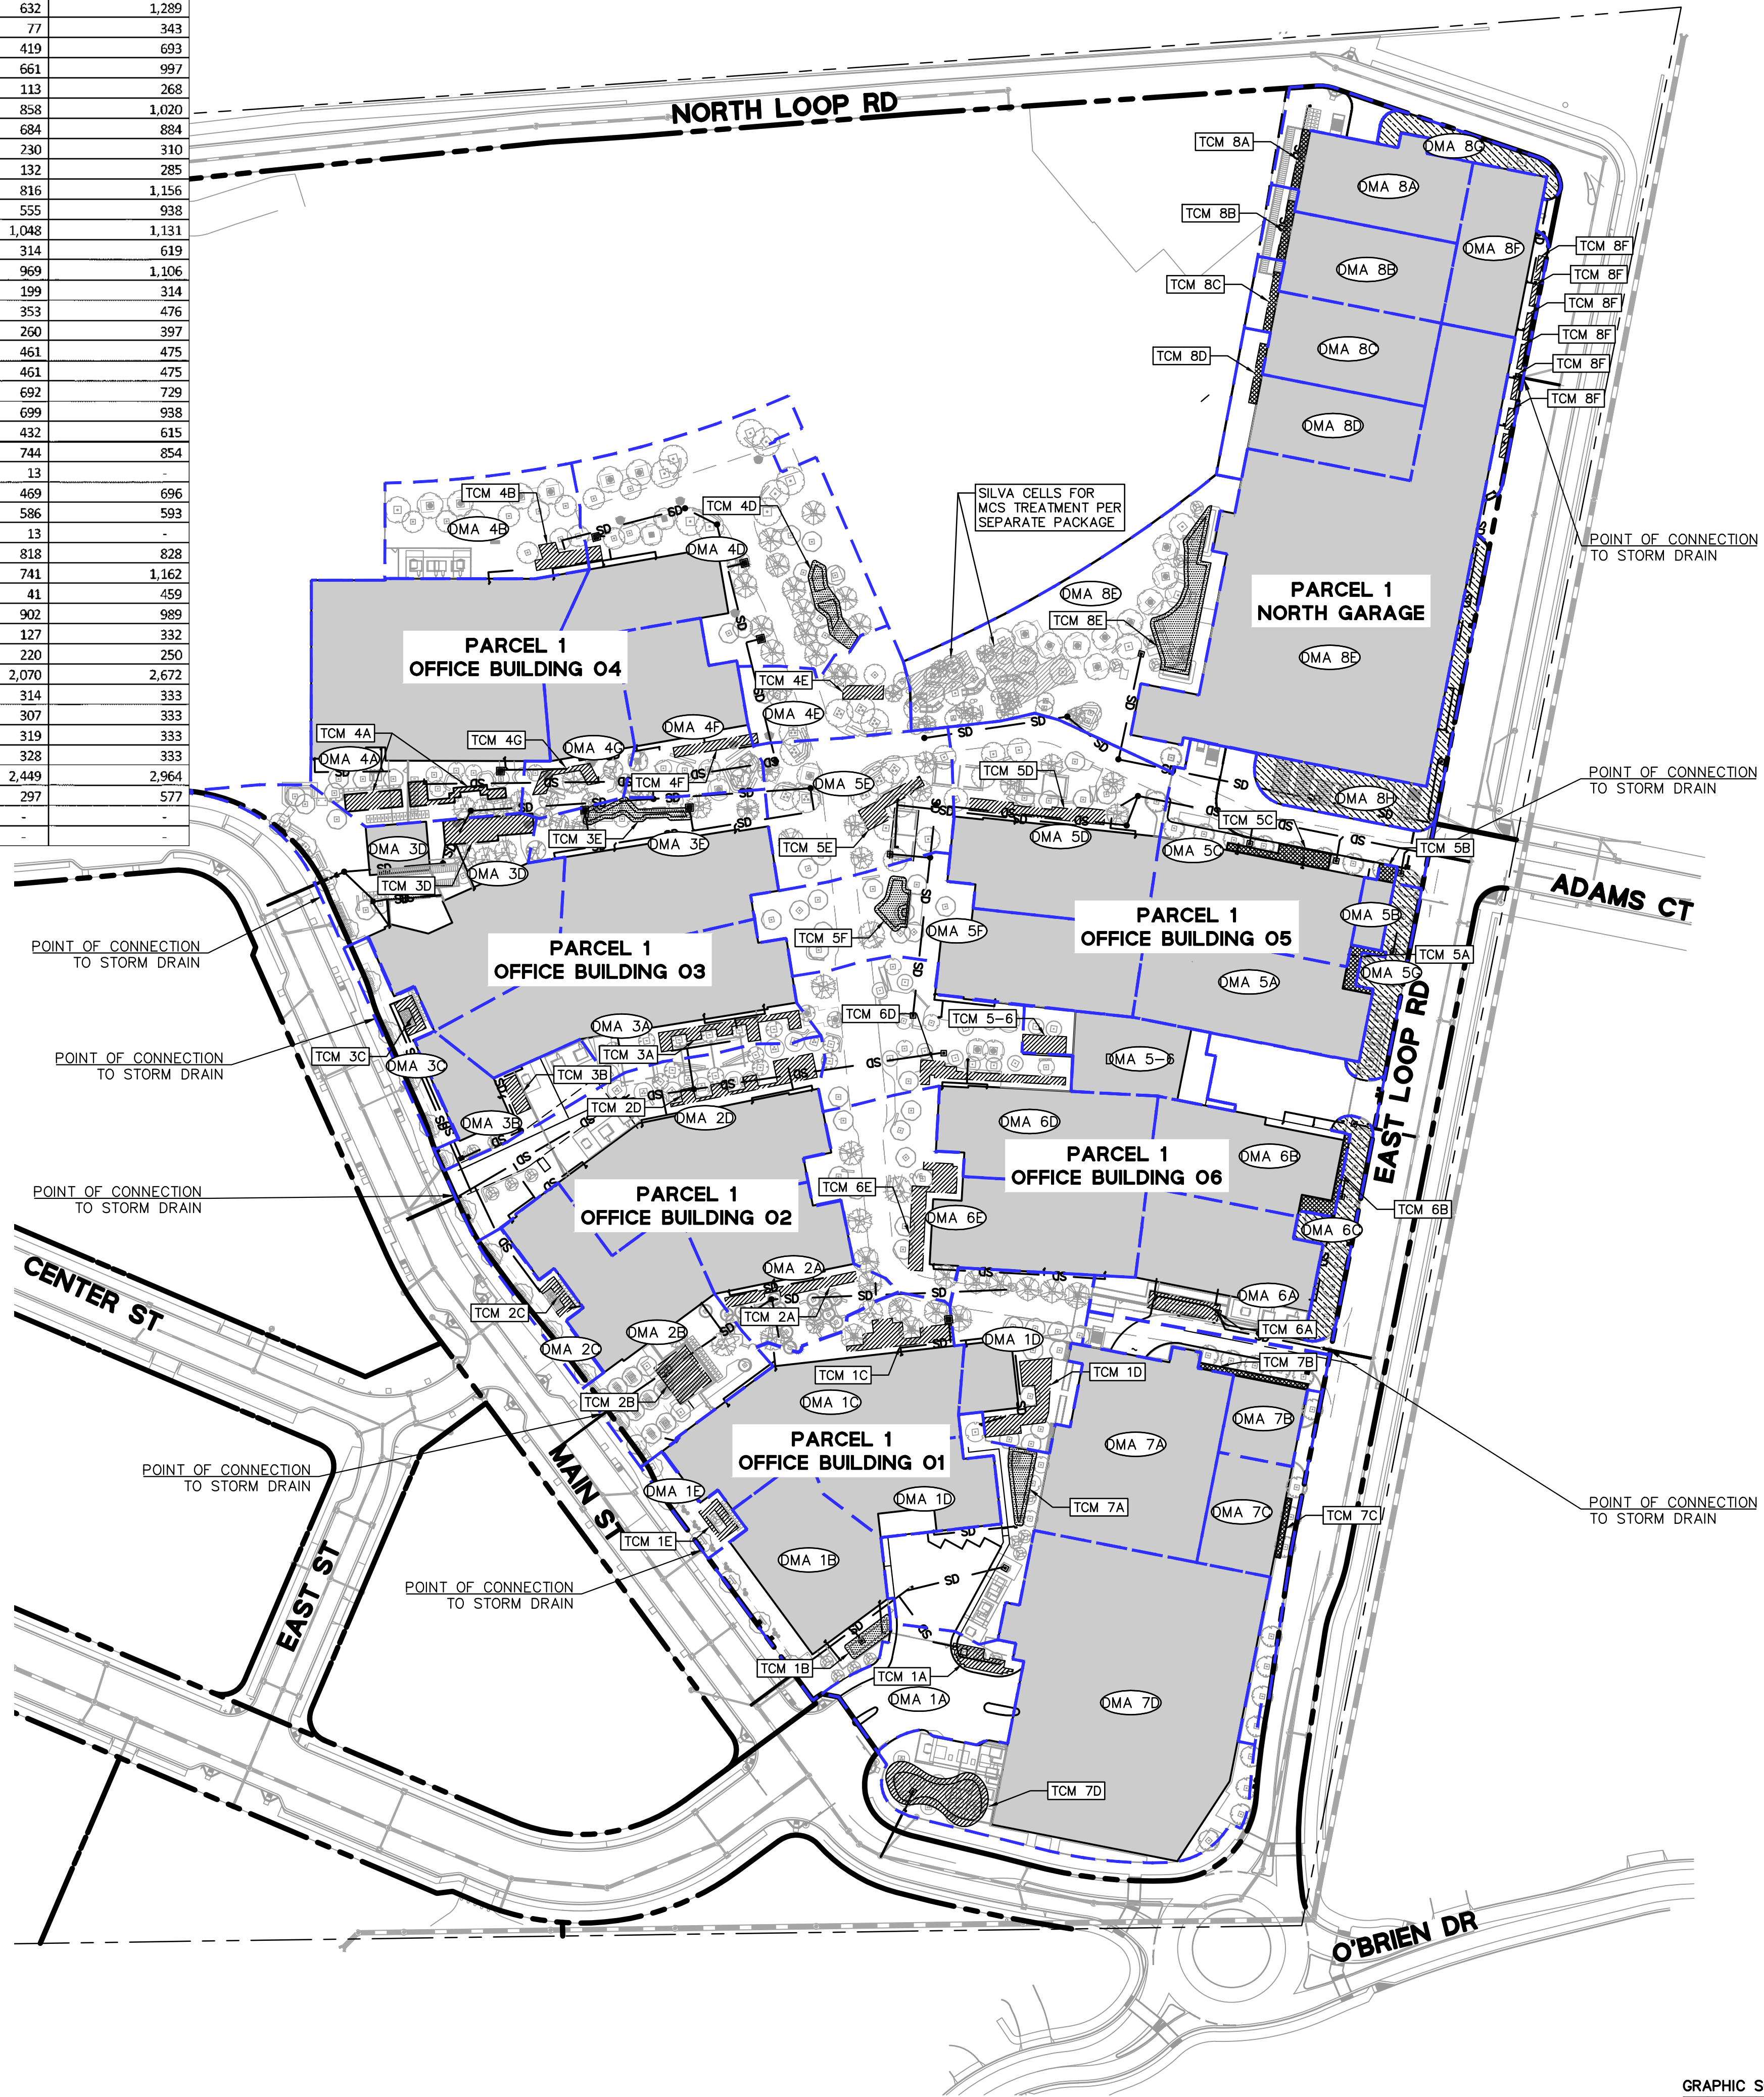 632 1,289
77 343
419 693
661 997
113 268
858 1,020
684 884
230 310
132 285
816 1,156
555 938
1,048 1,131
314 619
969 1,106
199 314
353 476
260 397
461 475
461 475
692 729
699 938
432 615
744 854
13 -
469 696
586 593
13 -
818 828
741 1,162
41 459
902 989
127 332
220 250
2,070 2,672
314 333
307 333
319 333
328 333
2,449 2,964
297 577
- -
- -
NORTH LOOP RD
TCM 8A
DMA 8G
DMA 8A
TCM 8B
DMA 8F
TCM 8F
DMA 8B
TCM 8F
TCM 8C
TCM 8F
TCM 8F
DMA 8C
TCM 8D
TCM 8F
TCM 8F
DMA 8D
TCM 4B
TCM 4D
SILVA CELLS FOR
MCS TREATMENT PER
SEPARATE PACKAGE
DMA 4B
DMA 4D
POINT OF CONNECTION
TO STORM DRAIN
DMA 8E
PARCEL 1
NORTH GARAGE
TCM 8E
PARCEL 1
OFFICE BUILDING 04
DMA 8E
TCM 4E
DMA 4E
DMA 4F
TCM 4A
TCM 4G
DMA 4G
DMA 4A
TCM 4F
DMA 5E
TCM 5D
POINT OF CONNECTION
TO STORM DRAIN
DMA 8H
TCM 5C
TCM 3E
DMA 3E
TCM 5E
DMA 5D
DMA 5C
TCM 5B
DMA 3D
TCM 3D
DMA 3D
ADAMS CT
PARCEL 1
OFFICE BUILDING 05
DMA 5B
POINT OF CONNECTION
TO STORM DRAIN
PARCEL 1
OFFICE BUILDING 03
TCM 5F
DMA 5F
TCM 5A
DMA 5G
DMA 5A
TCM 6D
TCM 5-6
DMA 3A
TCM 3A
POINT OF CONNECTION
TO STORM DRAIN
TCM 3C
DMA 3C
TCM 3B
DMA 5-6
EAST LOOP RD
TCM 2D
DMA 2D
DMA 3B
DMA 6D
PARCEL 1
OFFICE BUILDING 06
DMA 6B
POINT OF CONNECTION
TO STORM DRAIN
PARCEL 1
OFFICE BUILDING 02
TCM 6E
DMA 6E
TCM 6B
DMA 6C
CENTER ST
DMA 2A
TCM 2C
TCM 2A
DMA 6A
TCM 6A
DMA 2B
DMA 2C
DMA 1D
TCM 7B
TCM 1C
TCM 1D
TCM 2B
DMA 1C
DMA 7B
PARCEL 1
OFFICE BUILDING 01
DMA 7A
POINT OF CONNECTION
TO STORM DRAIN
MAIN ST
DMA 1E
DMA 1D
TCM 7A
DMA 7C
TCM 7C
POINT OF CONNECTION
TO STORM DRAIN
TCM 1E
DMA 1B
POINT OF CONNECTION
TO STORM DRAIN
EAST ST
TCM 1B
TCM 1A
DMA 1A
DMA 7D
TCM 7D
O'BRIEN DR
GRAPHIC S